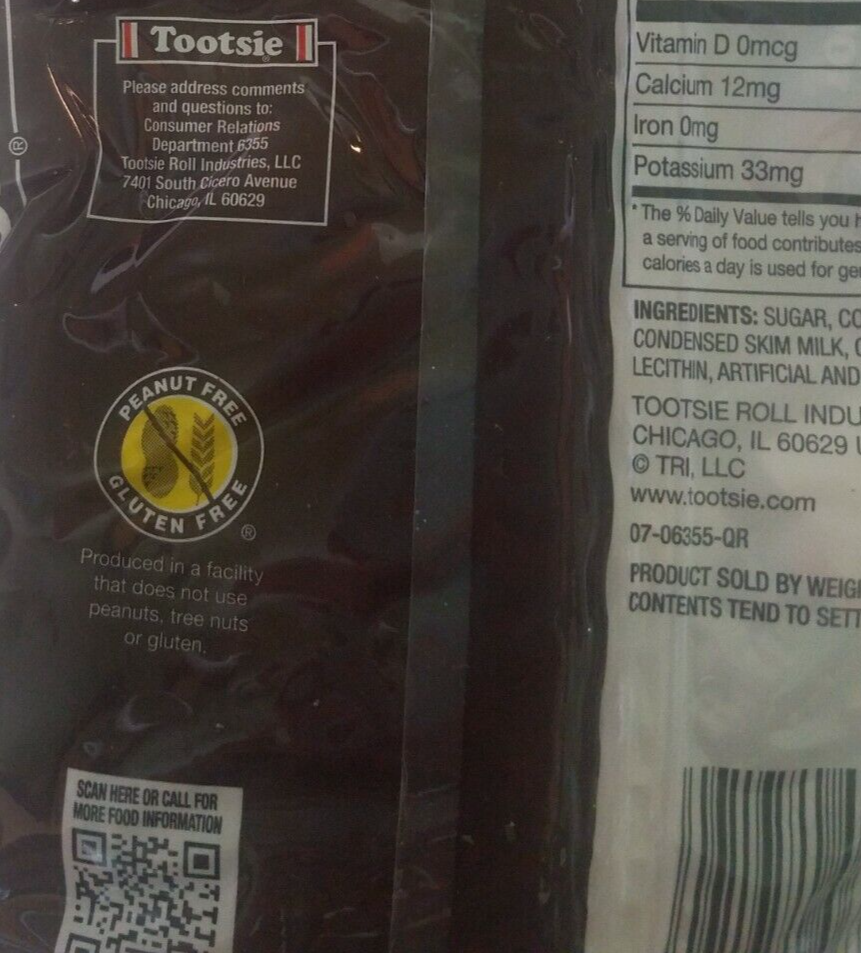 Tootsie
Please address comments
and questions to:
Consumer Relations
Department 6355
Tootsie Roll Industries, LLC
7401 South Cicero Avenue
Chicago, IL 60629
®
PEANUT FREE
GLUTEN FREE
®
Produced in a facility
that does not use
peanuts, tree nuts
or gluten.
SCAN HERE OR CALL FOR
MORE FOOD INFORMATION
Vitamin D 0mcg
Calcium 12mg
Iron 0mg
Potassium 33mg
* The % Daily Value tells you
a serving of food contributes
calories a day is used for
INGREDIENTS: SUGAR,
CONDENSED SKIM MILK,
LECITHIN, ARTIFICIAL AND
TOOTSIE ROLL INDU
CHICAGO, IL 60629
© TRI, LLC
www.tootsie.com
07-06355-QR
PRODUCT SOLD BY WEIG
CONTENTS TEND TO SETT